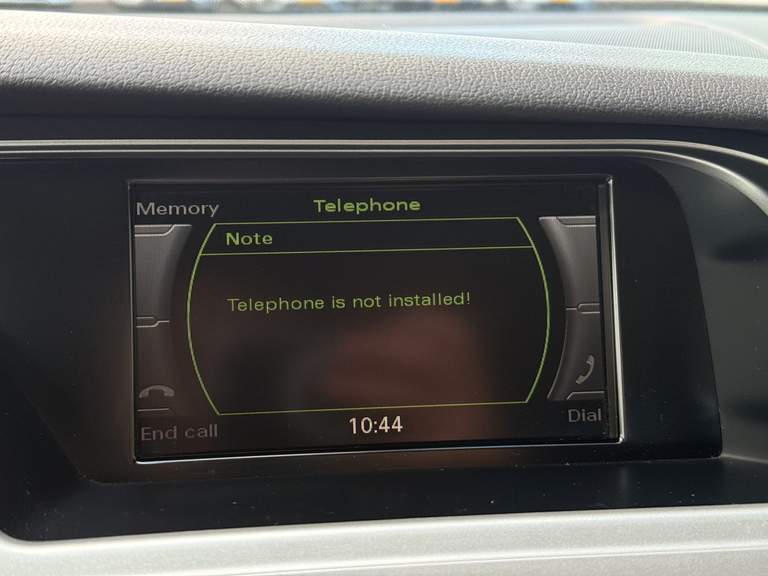 Memory
Telephone
Note
Telephone is not installed!
End call
10:44
Dial